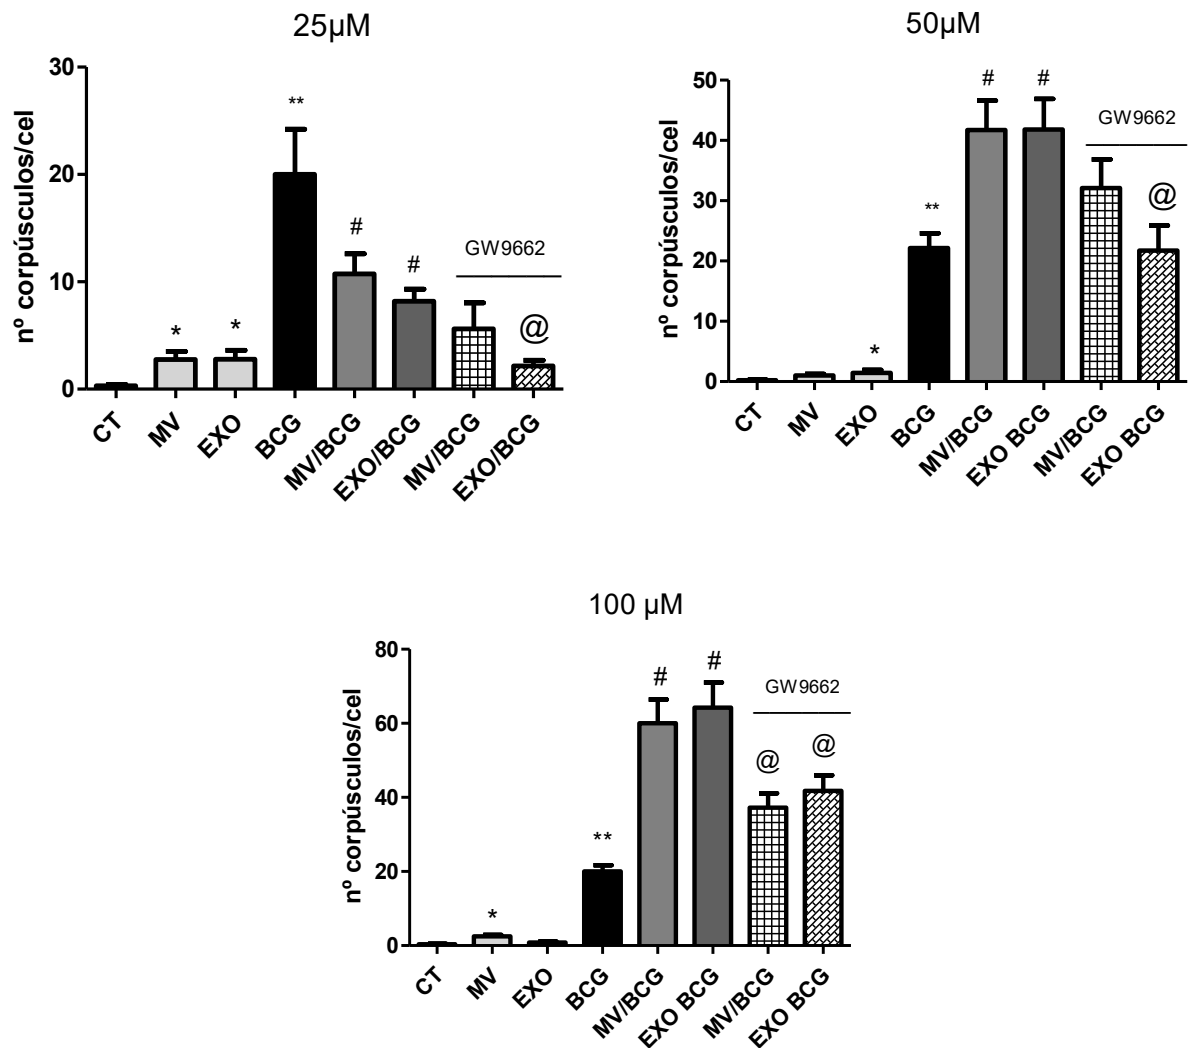 25µM
nº corpúsculos/cel
30
20
10
0
**
*
*
#
#
GW9662
@
CT
MV
EXO
BCG
MV/BCG
EXO/BCG
MV/BCG
EXO/BCG
50µM
nº corpúsculos/cel
50
40
30
20
10
0
*
**
#
#
GW9662
@
CT
MV
EXO
BCG
MV/BCG
EXO BCG
MV/BCG
EXO BCG
100 µM
nº corpúsculos/cel
80
60
40
20
0
*
**
#
#
GW9662
@
@
CT
MV
EXO
BCG
MV/BCG
EXO BCG
MV/BCG
EXO BCG